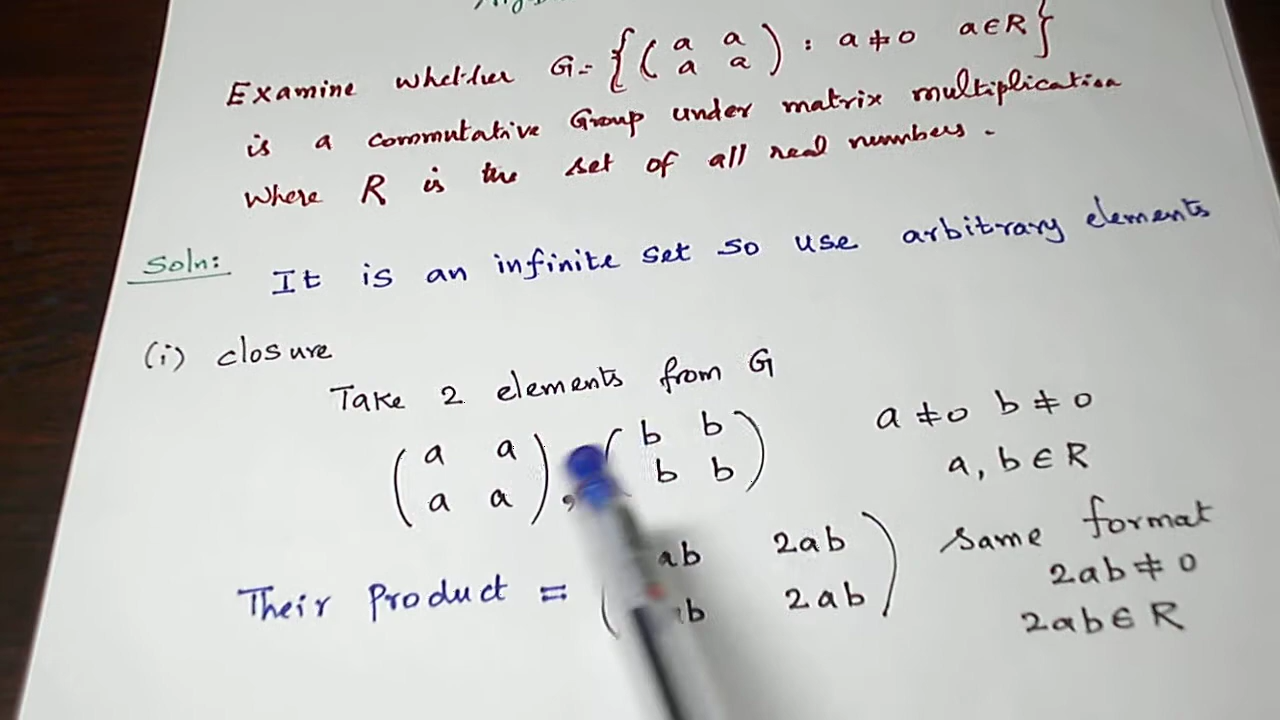 Examine whether G = { ( a a : a ≠ 0 a ∈ R }
a a )
is a commutative Group under matrix multiplication
where R is the set of all real numbers.
Soln: It is an infinite set so use arbitrary elements
(i) closure
Take 2 elements from G
( a a ) , ( b b ) a ≠ 0 b ≠ 0
( a a ) ( b b ) a, b ∈ R
Their product = ab 2ab ) same format
b 2ab ) 2ab ≠ 0
2ab ∈ R